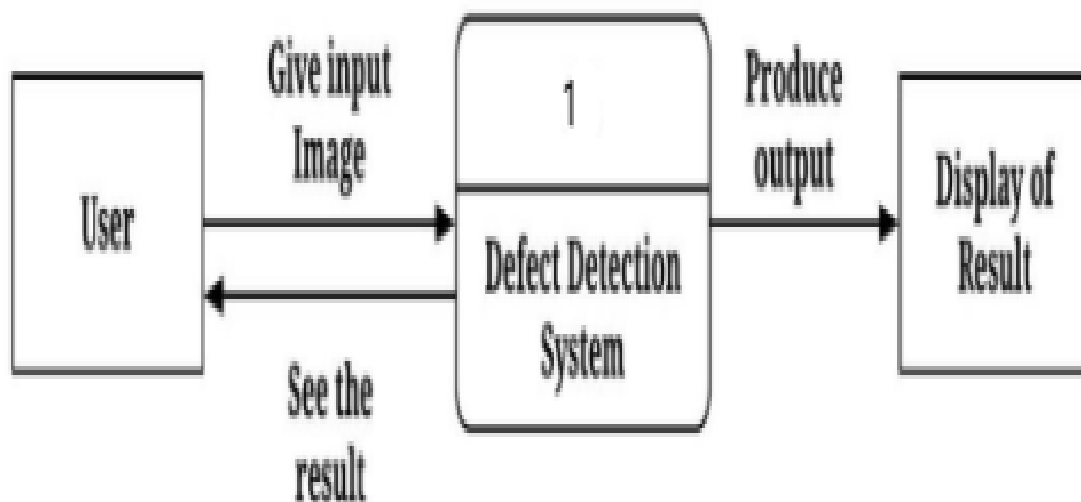 User
Give input
Image
See the
result
1
Defect Detection
System
Produce
output
Display of
Result